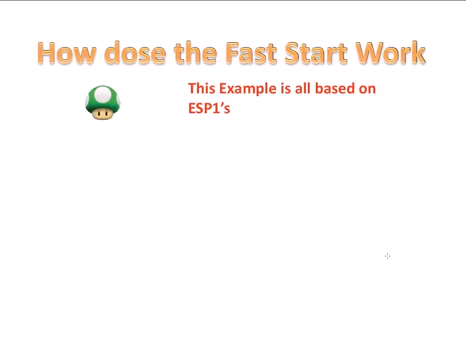 How dose the Fast Start Work
This Example is all based on
ESP1's